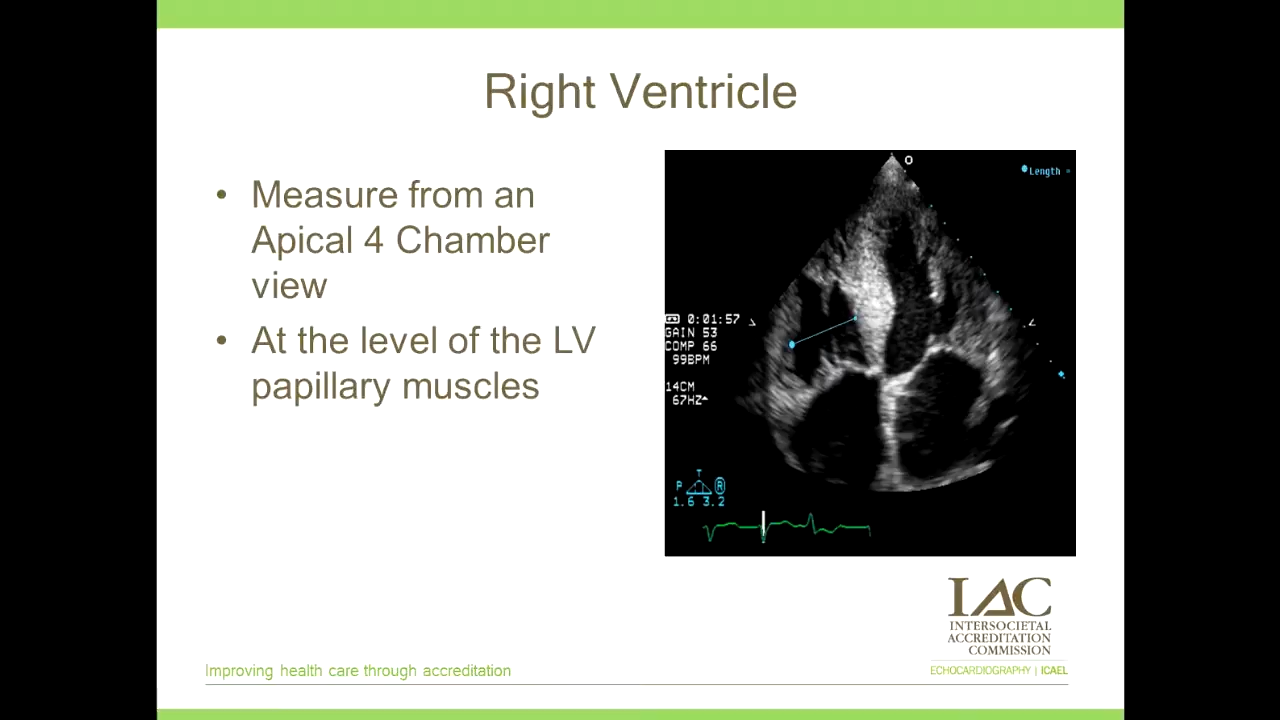 Right Ventricle
• Measure from an
Apical 4 Chamber
view
• At the level of the LV
papillary muscles
Length
0:01:57
GAIN 53
COMP 66
99BPM
14CM
67HZ
T
P R
1.6 3.2
IAC
INTERSOCIETAL
ACCREDITATION
COMMISSION
ECHOCARDIOGRAPHY | ICAEL
Improving health care through accreditation